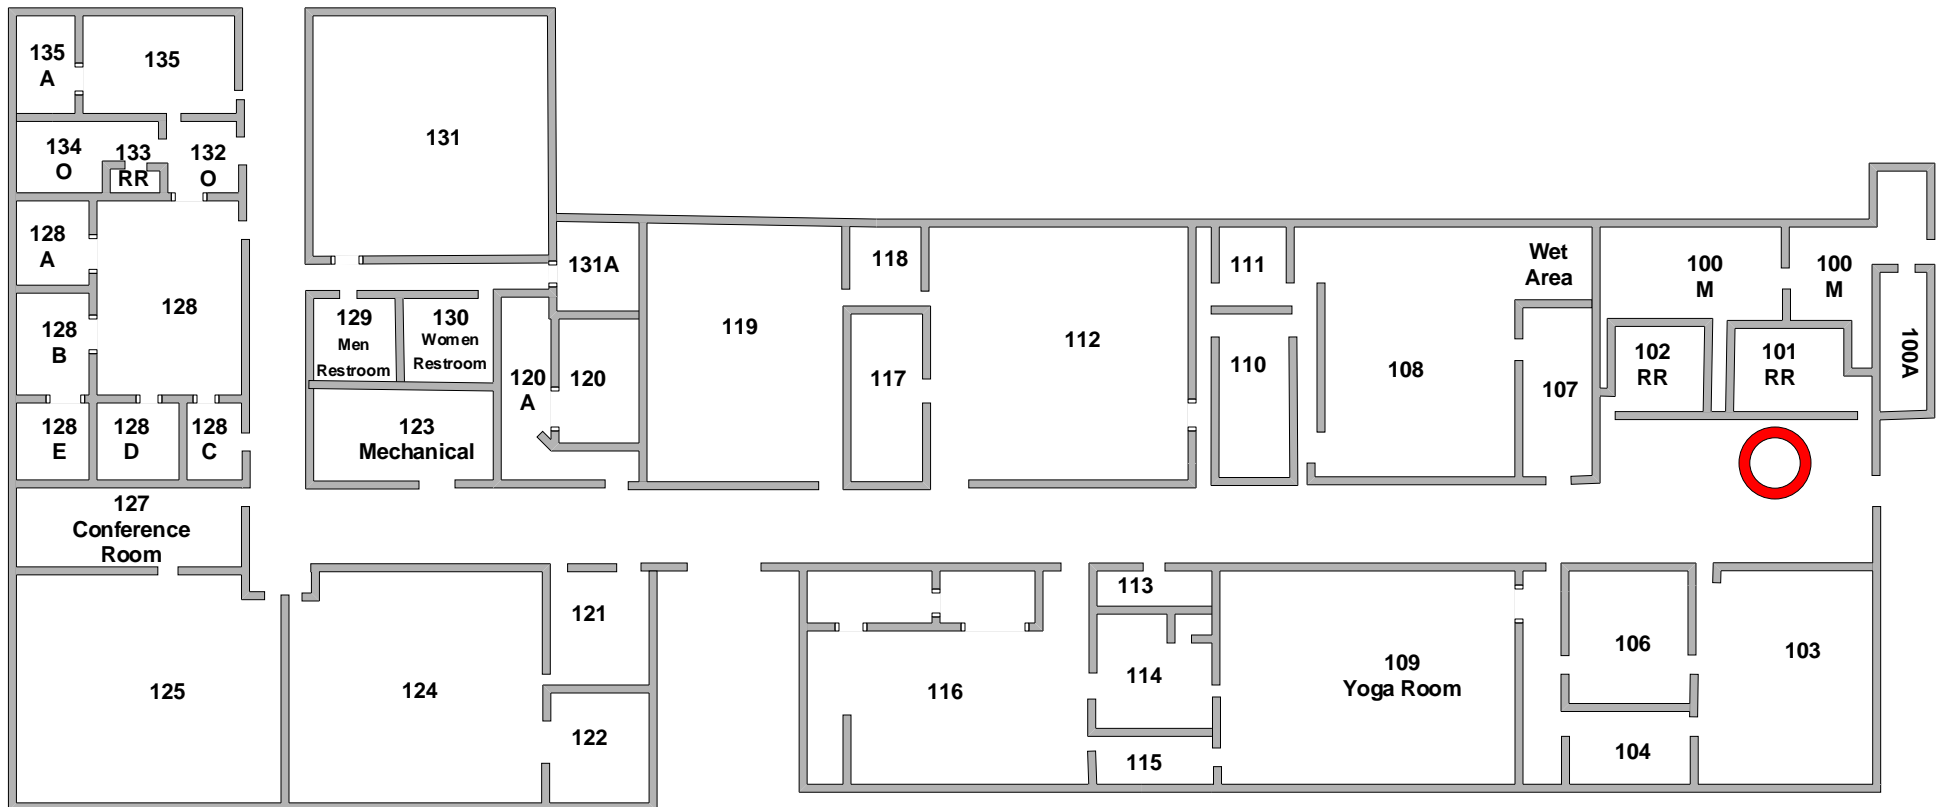 135
A
135
134
O
133
RR
132
O
128
A
128
B
128
128
E
128
D
128
C
127
Conference
Room
131
131A
129
Men
Restroom
130
Women
Restroom
120
A
120
123
Mechanical
119
118
117
112
111
110
108
Wet
Area
107
100
M
100
M
102
RR
101
RR
100A
125
124
121
122
116
113
114
115
109
Yoga Room
106
104
103